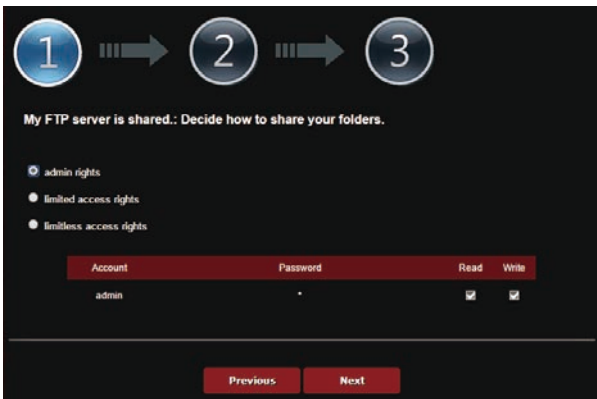 1 2 3
My FTP server is shared.: Decide how to share your folders.
admin rights
limited access rights
limitless access rights
Account Password Read Write
admin *
Previous Next